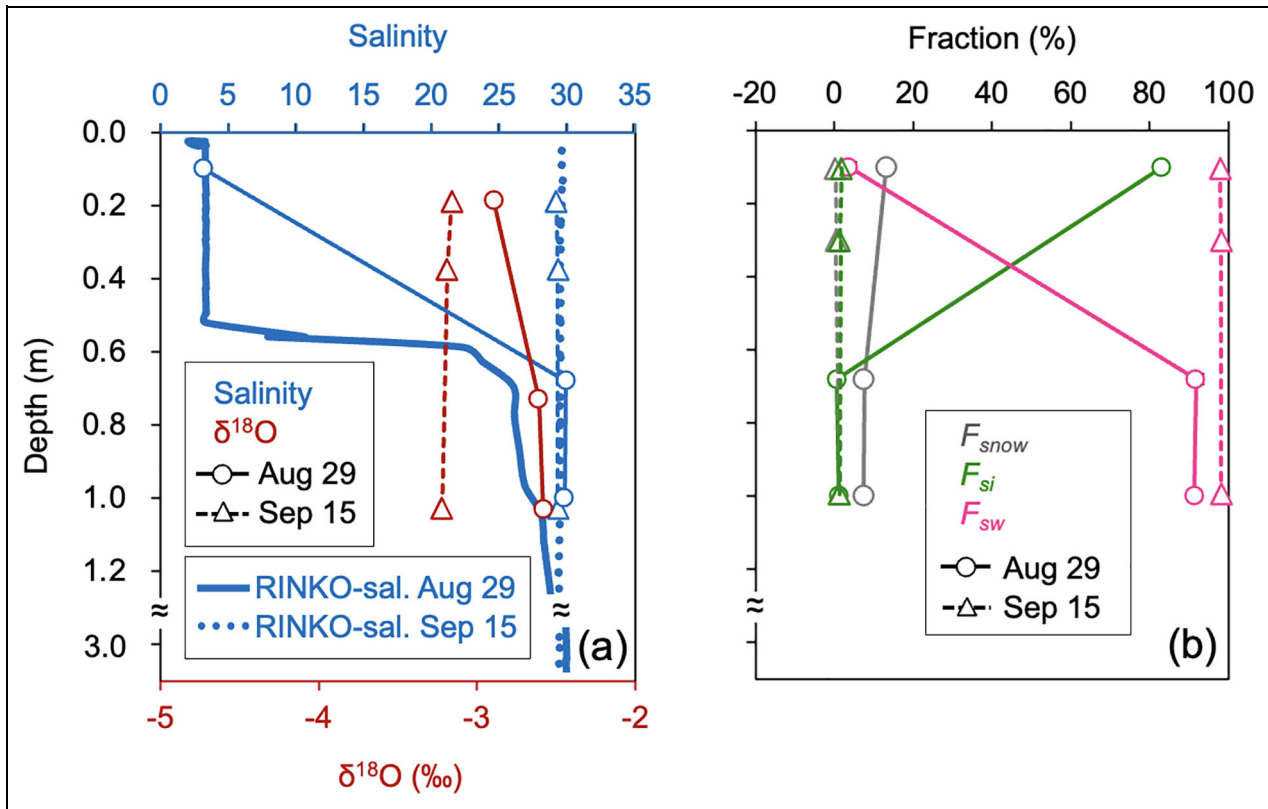 Salinity
0 5 10 15 20 25 30 35
0.0
0.2
0.4
0.6
0.8
1.0
1.2
≈ ≈
3.0
Depth (m)
Salinity
δ¹⁸O
Aug 29
Sep 15
RINKO-sal. Aug 29
RINKO-sal. Sep 15
(a)
-5 -4 -3 -2
δ¹⁸O (‰)
Fraction (%)
-20 0 20 40 60 80 100
F_snow
F_si
F_sw
Aug 29
Sep 15
≈ ≈
(b)